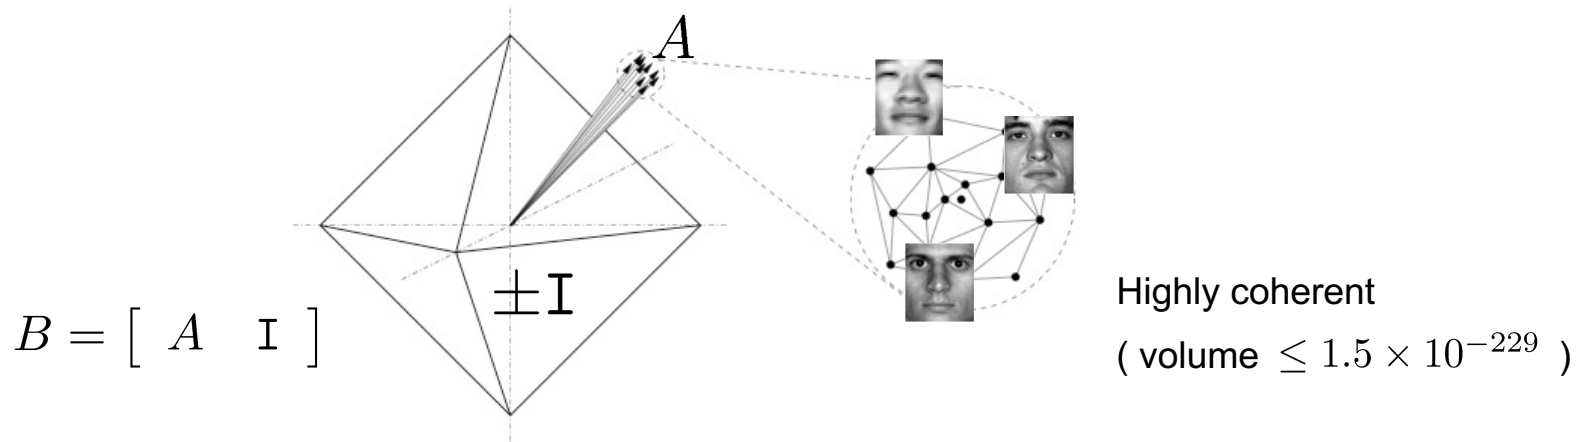 A
±I
B = [ A I ]
Highly coherent
( volume ≤ 1.5 × 10⁻²²⁹ )